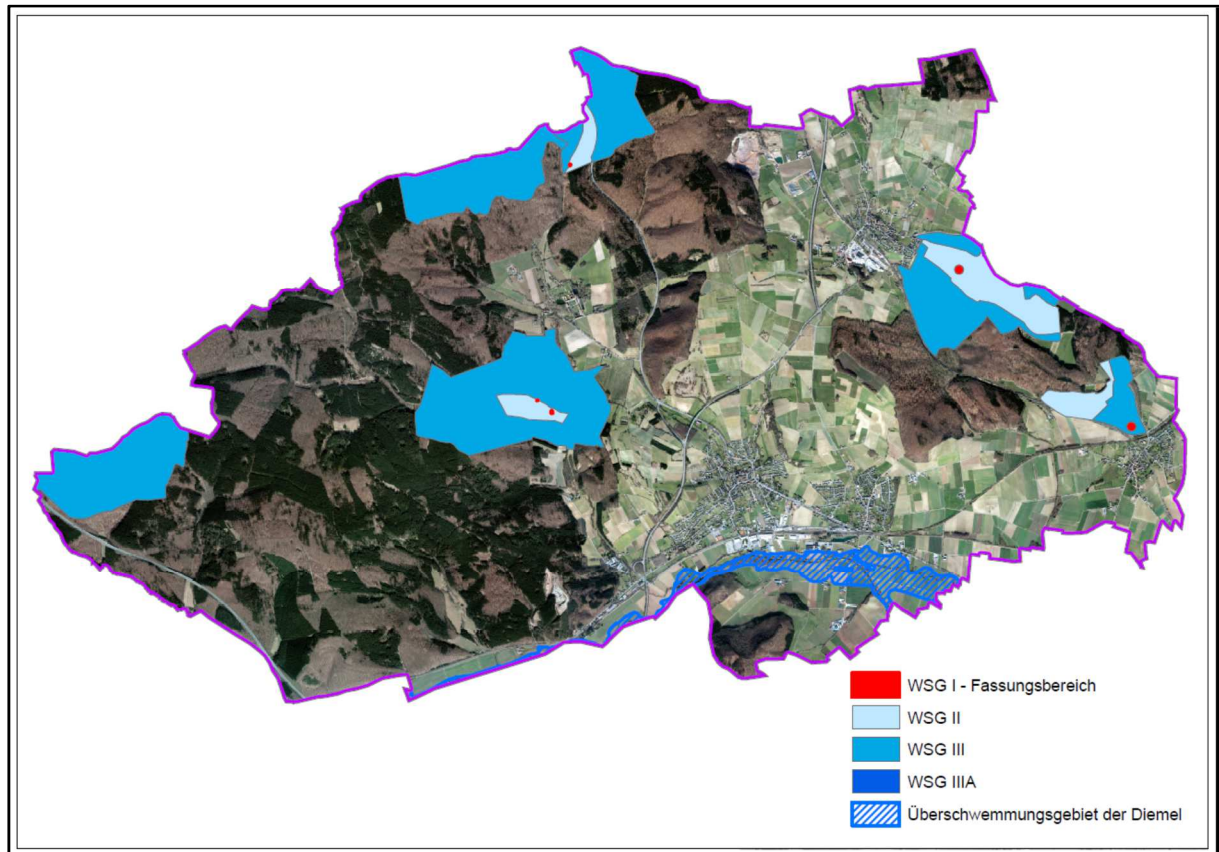 WSG I - Fassungsbereich
WSG II
WSG III
WSG IIIA
Überschwemmungsgebiet der Diemel